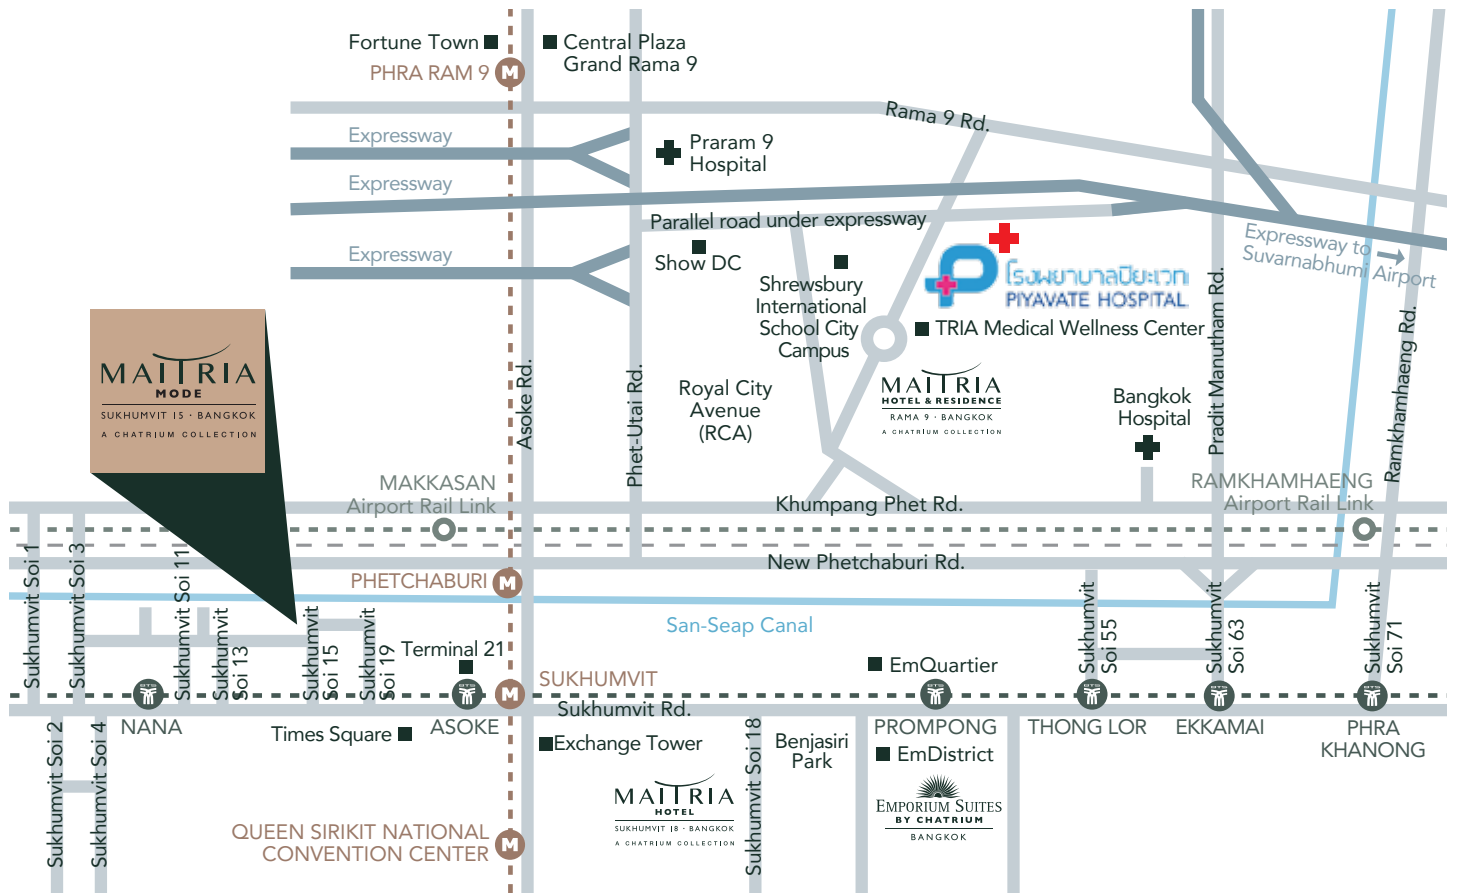 Fortune Town
Central Plaza
Grand Rama 9
PHRA RAM 9
M
Rama 9 Rd.
Expressway
Praram 9
Hospital
Expressway
Parallel road under expressway
Expressway
Show DC
Shrewsbury
International
School City
Campus
โรงพยาบาลปิยะเวท
PIYAVATE HOSPITAL
TRIA Medical Wellness Center
Expressway to
Suvarnabhumi Airport
MAITRIA
MODE
SUKHUMVIT 15 · BANGKOK
A CHATRIUM COLLECTION
Asoke Rd.
Phet-Utai Rd.
Royal City
Avenue
(RCA)
MAITRIA
HOTEL & RESIDENCE
RAMA 9 · BANGKOK
A CHATRIUM COLLECTION
Bangkok
Hospital
Pradit Manutham Rd.
Ramkhamhaeng Rd.
MAKKASAN
Airport Rail Link
Khumpang Phet Rd.
RAMKHAMHAENG
Airport Rail Link
New Phetchaburi Rd.
PHETCHABURI
M
San-Seap Canal
Sukhumvit Soi 1
Sukhumvit Soi 3
Sukhumvit Soi 11
Sukhumvit
Soi 13
Sukhumvit
Soi 15
Sukhumvit
Soi 19
Terminal 21
SUKHUMVIT
M
Sukhumvit Rd.
EmQuartier
Sukhumvit
Soi 55
Sukhumvit
Soi 63
Sukhumvit
Soi 71
BTS
NANA
BTS
ASOKE
BTS
PROMPONG
BTS
THONG LOR
BTS
EKKAMAI
BTS
PHRA
KHANONG
Sukhumvit Soi 2
Sukhumvit Soi 4
Times Square
Exchange Tower
Sukhumvit Soi 18
Benjasiri
Park
EmDistrict
MAITRIA
HOTEL
SUKHUMVIT 18 · BANGKOK
A CHATRIUM COLLECTION
EMPORIUM SUITES
BY CHATRIUM
BANGKOK
QUEEN SIRIKIT NATIONAL
CONVENTION CENTER
M